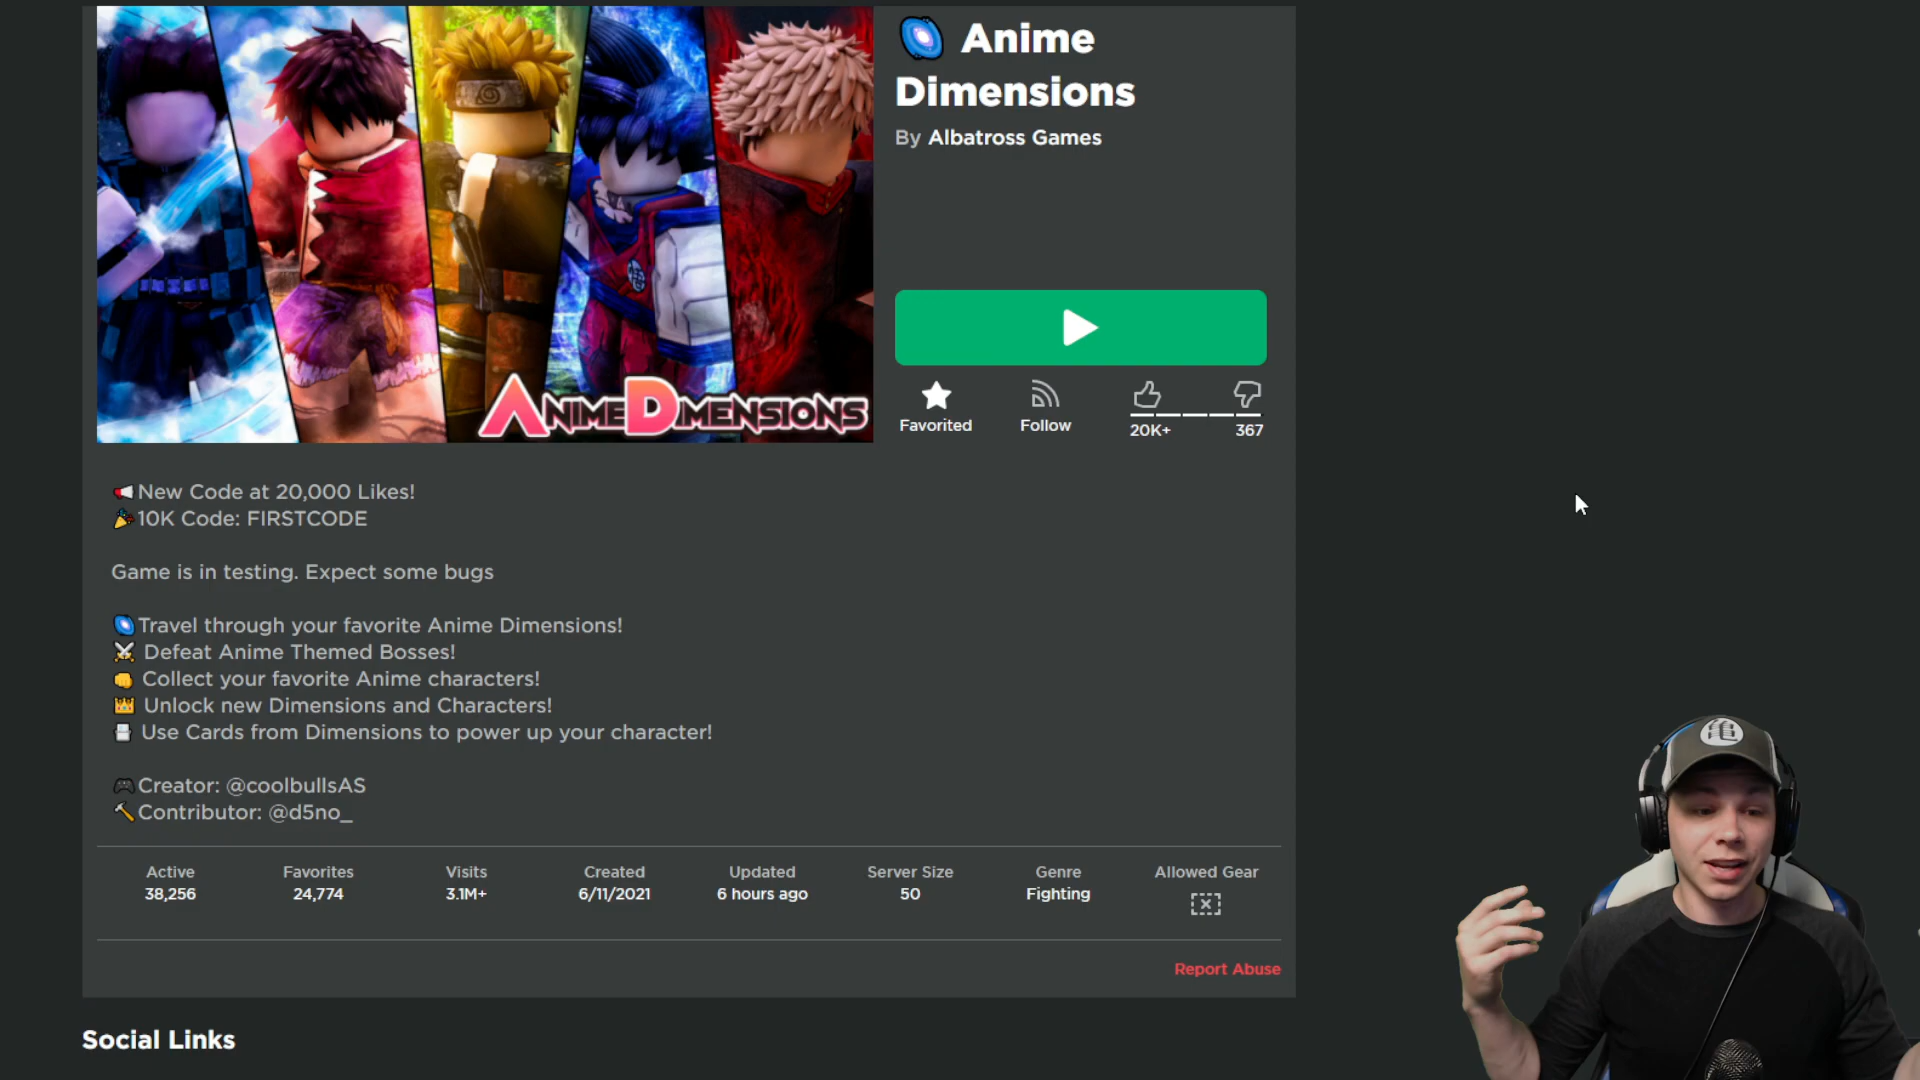 Anime
Dimensions
By Albatross Games
ANIME DIMENSIONS
Favorited
Follow
20K+
367
New Code at 20,000 Likes!
10K Code: FIRSTCODE
Game is in testing. Expect some bugs
Travel through your favorite Anime Dimensions!
Defeat Anime Themed Bosses!
Collect your favorite Anime characters!
Unlock new Dimensions and Characters!
Use Cards from Dimensions to power up your character!
Creator: @coolbullsAS
Contributor: @d5no_
Active Favorites Visits Created Updated Server Size Genre Allowed Gear
38,256 24,774 3.1M+ 6/11/2021 6 hours ago 50 Fighting
Report Abuse
Social Links
亀